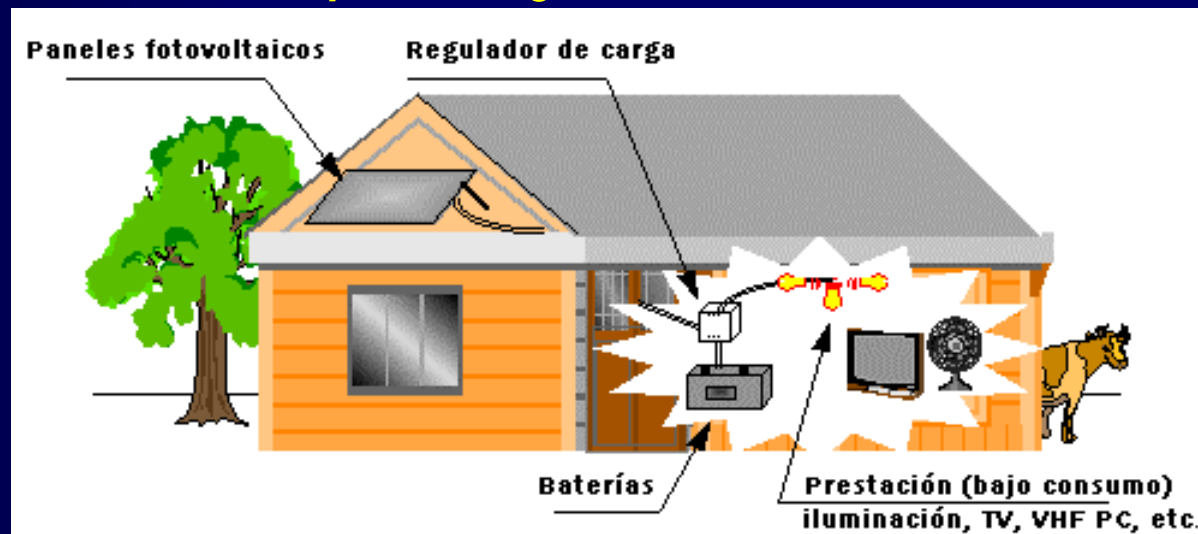 Paneles fotovoltaicos
Regulador de carga
Baterías
Prestación (bajo consumo)
iluminación, TV, VHF PC, etc.